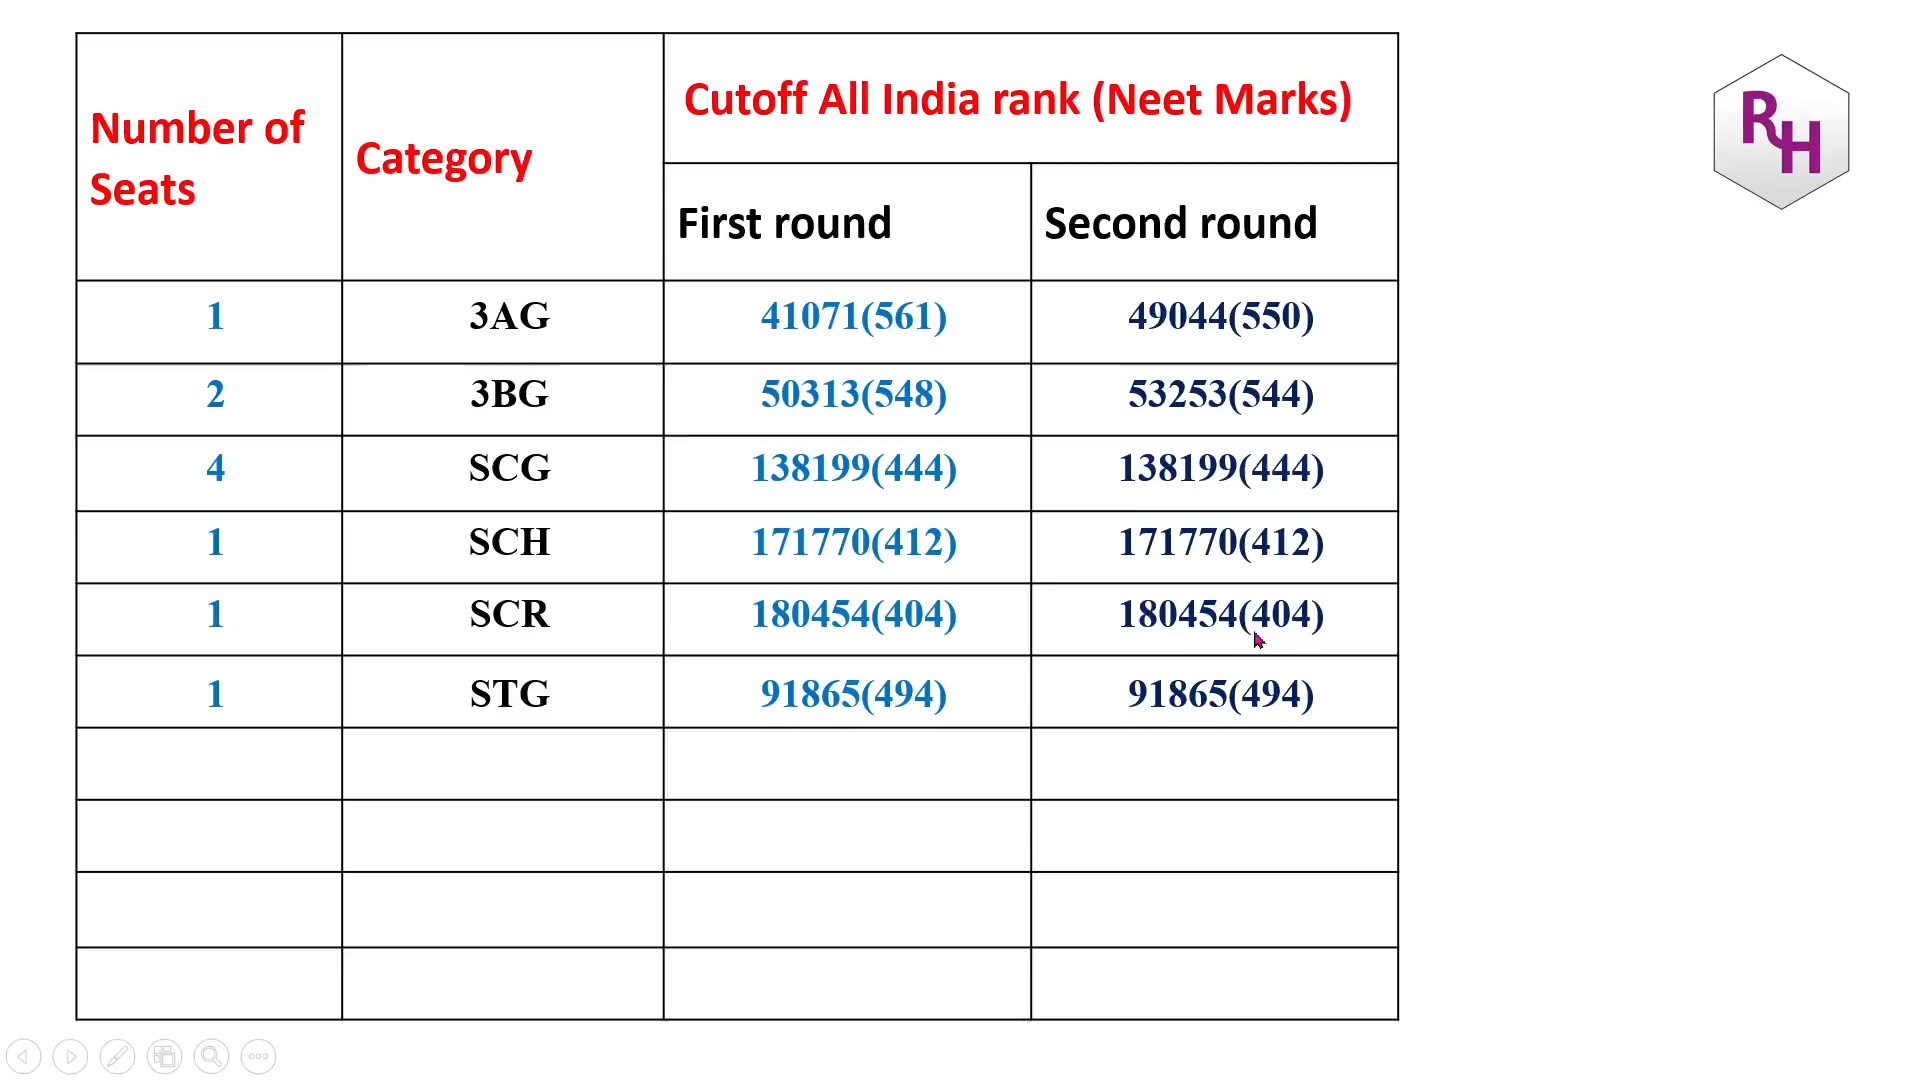 Number of
Seats
Category
Cutoff All India rank (Neet Marks)
First round
Second round
1 3AG 41071(561) 49044(550)
2 3BG 50313(548) 53253(544)
4 SCG 138199(444) 138199(444)
1 SCH 171770(412) 171770(412)
1 SCR 180454(404) 180454(404)
1 STG 91865(494) 91865(494)
RH